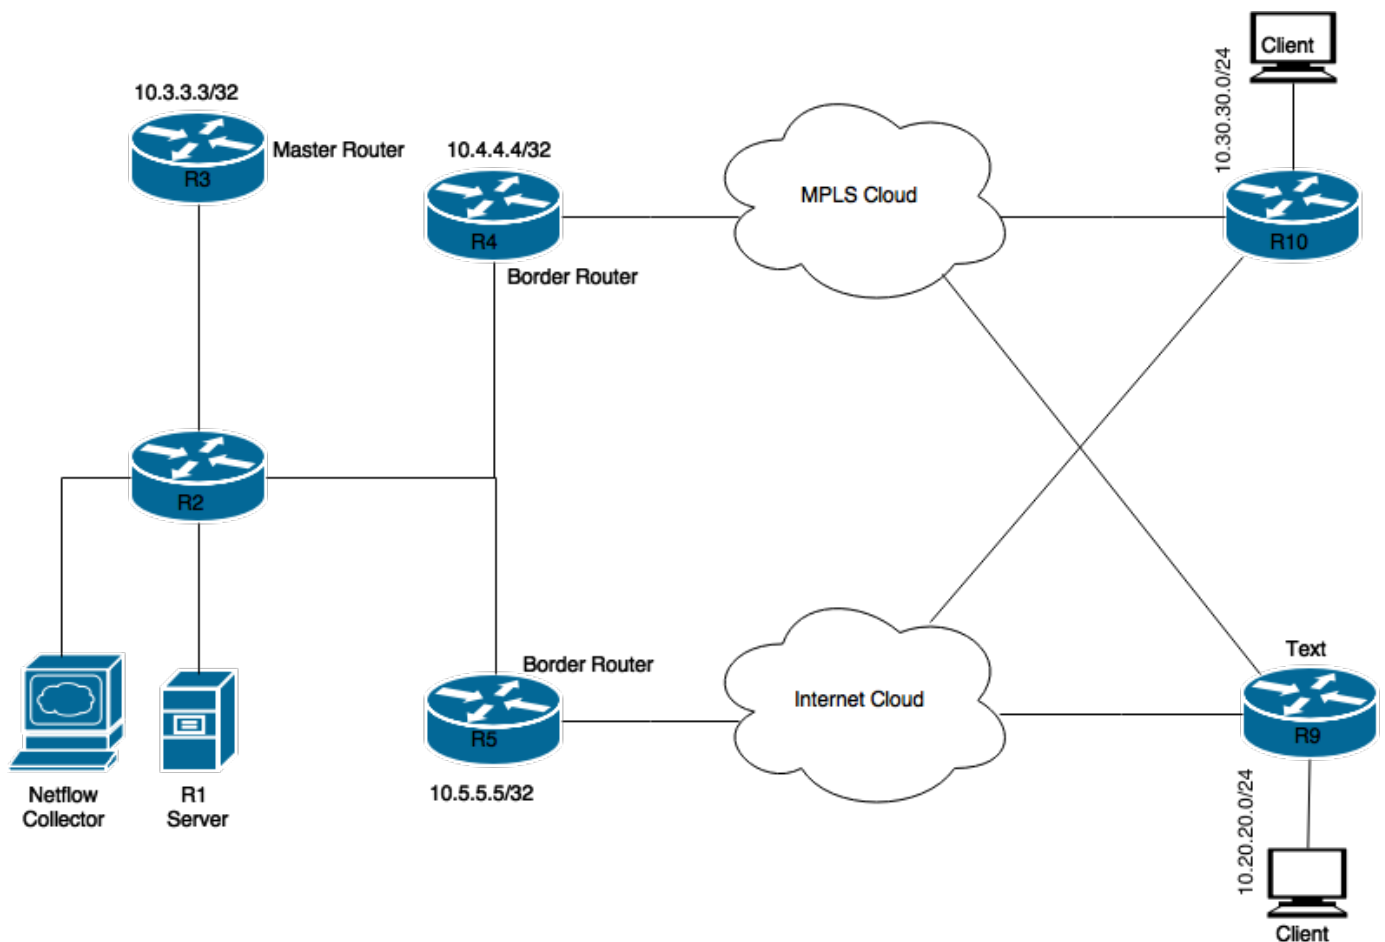 Client
10.30.30.0/24
10.3.3.3/32
R3
Master Router
10.4.4.4/32
R4
Border Router
MPLS Cloud
R10
R2
Border Router
R5
10.5.5.5/32
Internet Cloud
Text
R9
10.20.20.0/24
Netflow
Collector
R1
Server
Client